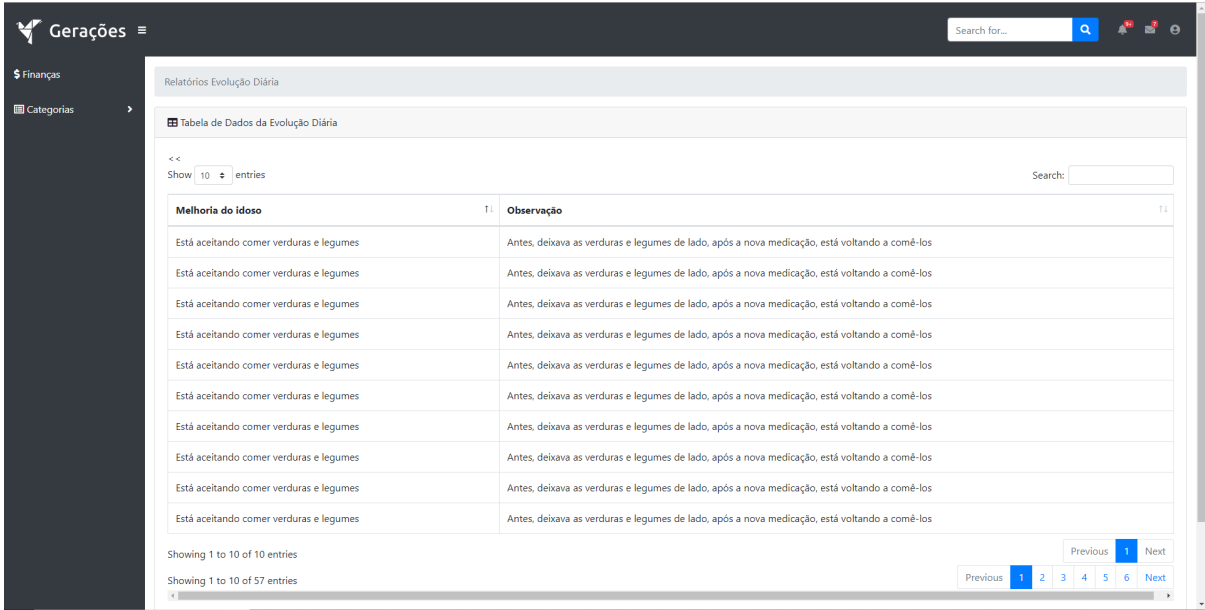 Gerações
Search for...
9+
7
Finanças
Categorias
Relatórios Evolução Diária
Tabela de Dados da Evolução Diária
<<
Show 10 entries
Search:
Melhoria do idoso Observação
Está aceitando comer verduras e legumes Antes, deixava as verduras e legumes de lado, após a nova medicação, está voltando a comê-los
Está aceitando comer verduras e legumes Antes, deixava as verduras e legumes de lado, após a nova medicação, está voltando a comê-los
Está aceitando comer verduras e legumes Antes, deixava as verduras e legumes de lado, após a nova medicação, está voltando a comê-los
Está aceitando comer verduras e legumes Antes, deixava as verduras e legumes de lado, após a nova medicação, está voltando a comê-los
Está aceitando comer verduras e legumes Antes, deixava as verduras e legumes de lado, após a nova medicação, está voltando a comê-los
Está aceitando comer verduras e legumes Antes, deixava as verduras e legumes de lado, após a nova medicação, está voltando a comê-los
Está aceitando comer verduras e legumes Antes, deixava as verduras e legumes de lado, após a nova medicação, está voltando a comê-los
Está aceitando comer verduras e legumes Antes, deixava as verduras e legumes de lado, após a nova medicação, está voltando a comê-los
Está aceitando comer verduras e legumes Antes, deixava as verduras e legumes de lado, após a nova medicação, está voltando a comê-los
Está aceitando comer verduras e legumes Antes, deixava as verduras e legumes de lado, após a nova medicação, está voltando a comê-los
Showing 1 to 10 of 10 entries
Previous 1 Next
Showing 1 to 10 of 57 entries
Previous 1 2 3 4 5 6 Next